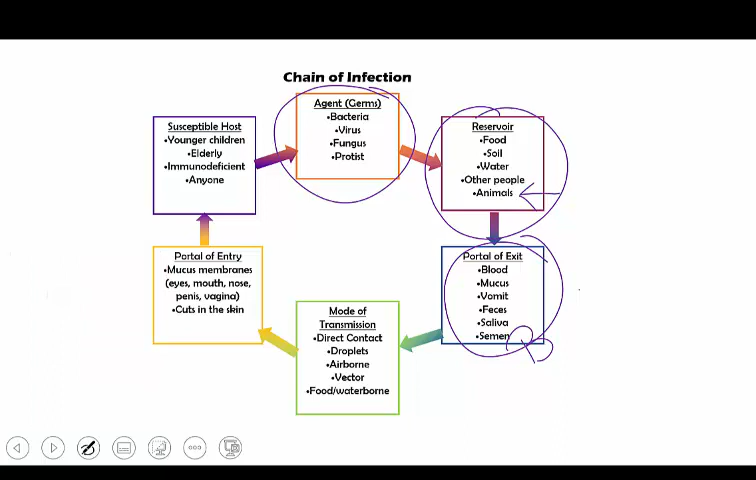 Chain of Infection
Agent (Germs)
•Bacteria
•Virus
•Fungus
•Protist
Reservoir
•Food
•Soil
•Water
•Other people
•Animals
Portal of Exit
•Blood
•Mucus
•Vomit
•Feces
•Saliva
•Semen
Mode of
Transmission
•Direct Contact
•Droplets
•Airborne
•Vector
•Food/waterborne
Portal of Entry
•Mucus membranes
(eyes, mouth, nose,
penis, vagina)
•Cuts in the skin
Susceptible Host
•Younger children
•Elderly
•Immunodeficient
•Anyone